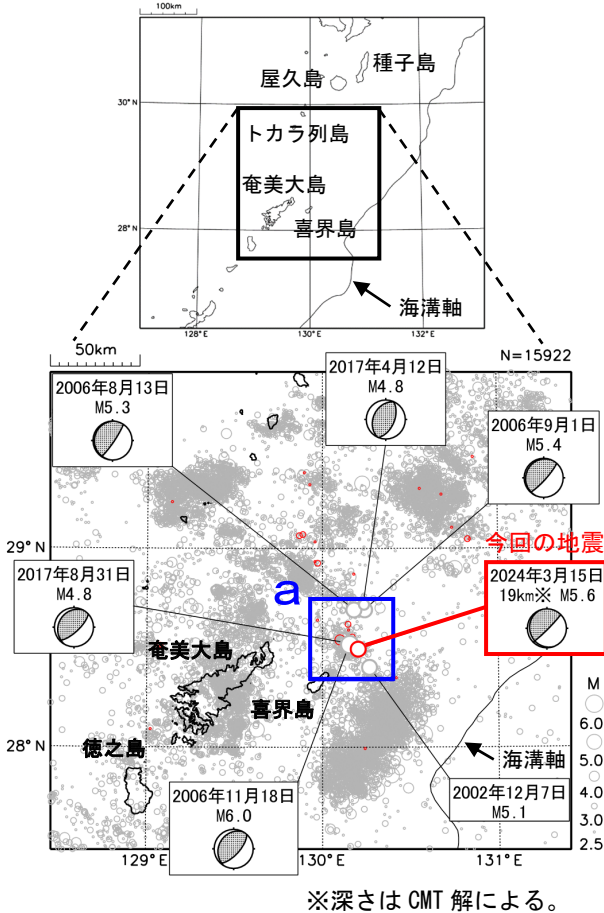 100km
種子島
屋久島
30°N
トカラ列島
奄美大島
28°N
喜界島
海溝軸
128°E
130°E
132°E
50km
N=15922
2017年4月12日
M4.8
2006年8月13日
M5.3
2006年9月1日
M5.4
29°N
今回の地震
2017年8月31日
M4.8
a
2024年3月15日
19km※ M5.6
奄美大島
喜界島
M
6.0
5.0
4.0
3.0
2.5
28°N
徳之島
海溝軸
2006年11月18日
M6.0
2002年12月7日
M5.1
129°E
130°E
131°E
※深さは CMT 解による。